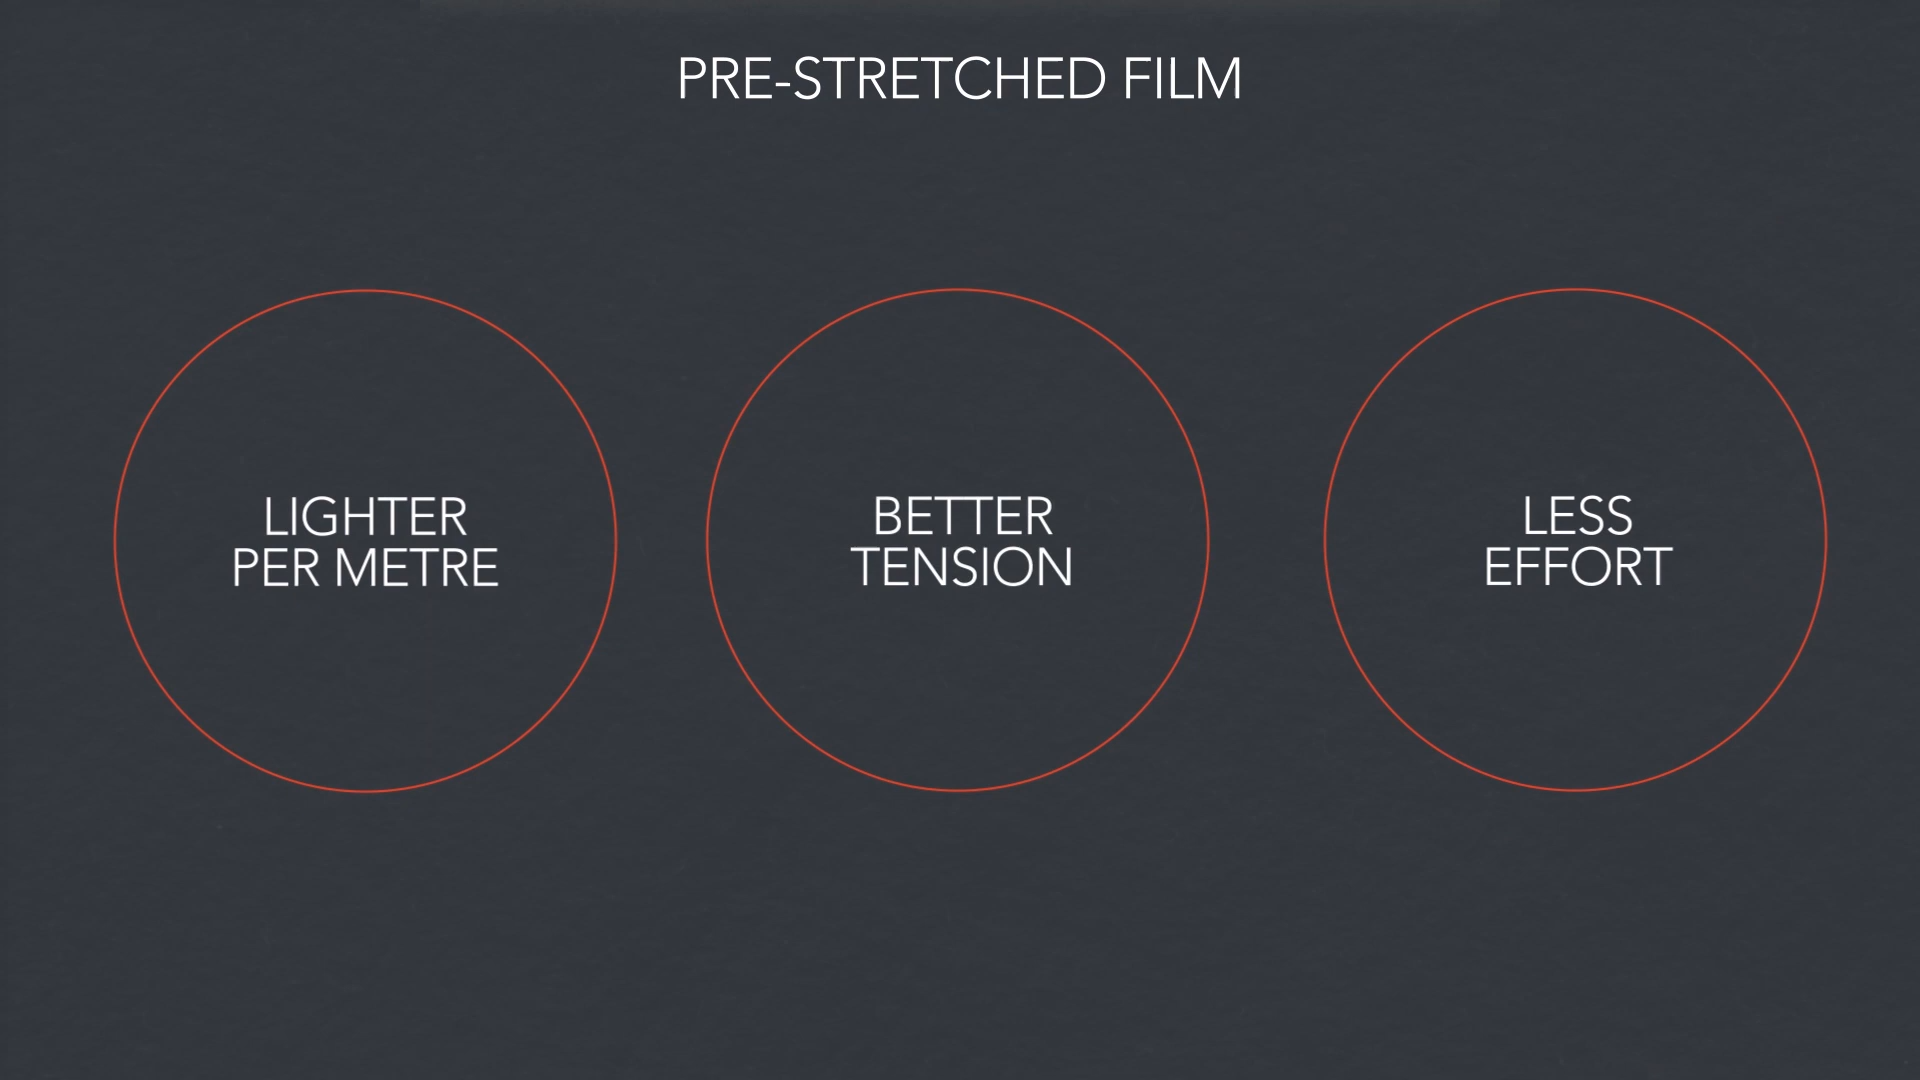 PRE-STRETCHED FILM
LIGHTER
PER METRE
BETTER
TENSION
LESS
EFFORT